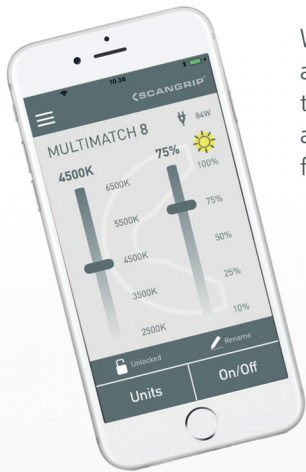 10.36
SCANGRIP®
MULTIMATCH 8
84W
4500K
75%
6500K
100%
5500K
75%
4500K
50%
3500K
25%
2500K
10%
Unlocked
Rename
Units
On/Off